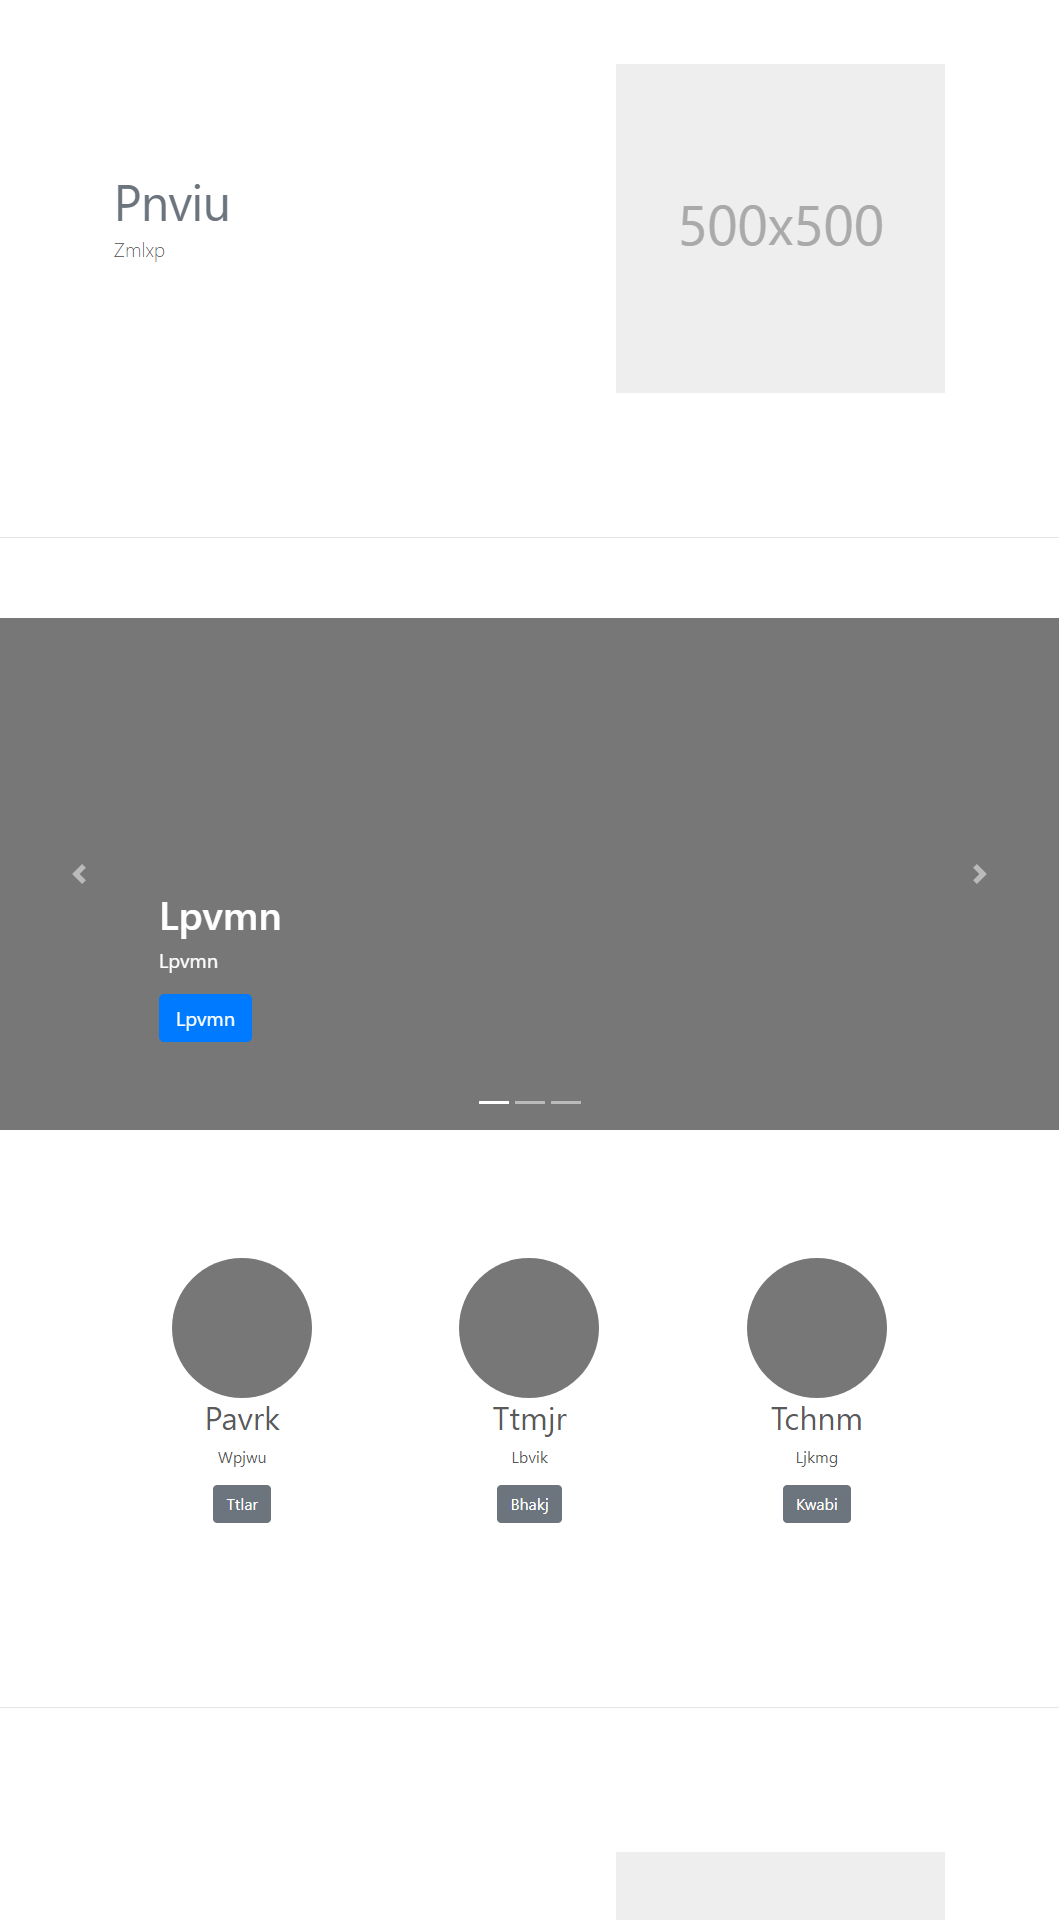 Pnviu
Zmlxp
500x500
Lpvmn
Lpvmn
Lpvmn
Pavrk
Wpjwu
Ttlar
Ttmjr
Lbvik
Bhakj
Tchnm
Ljkmg
Kwabi